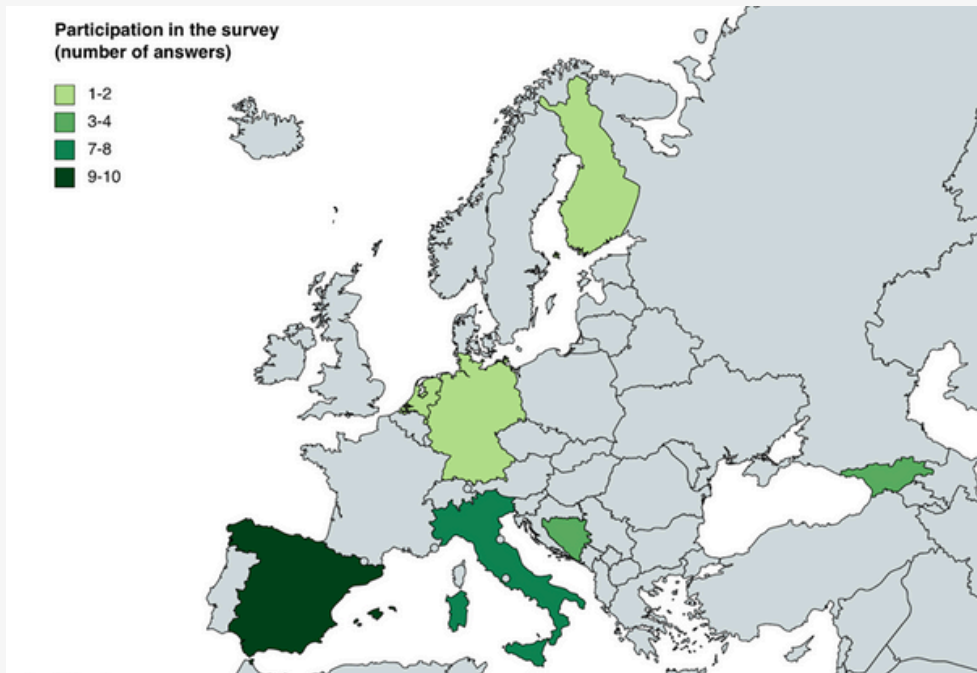 Participation in the survey
(number of answers)
1-2
3-4
7-8
9-10